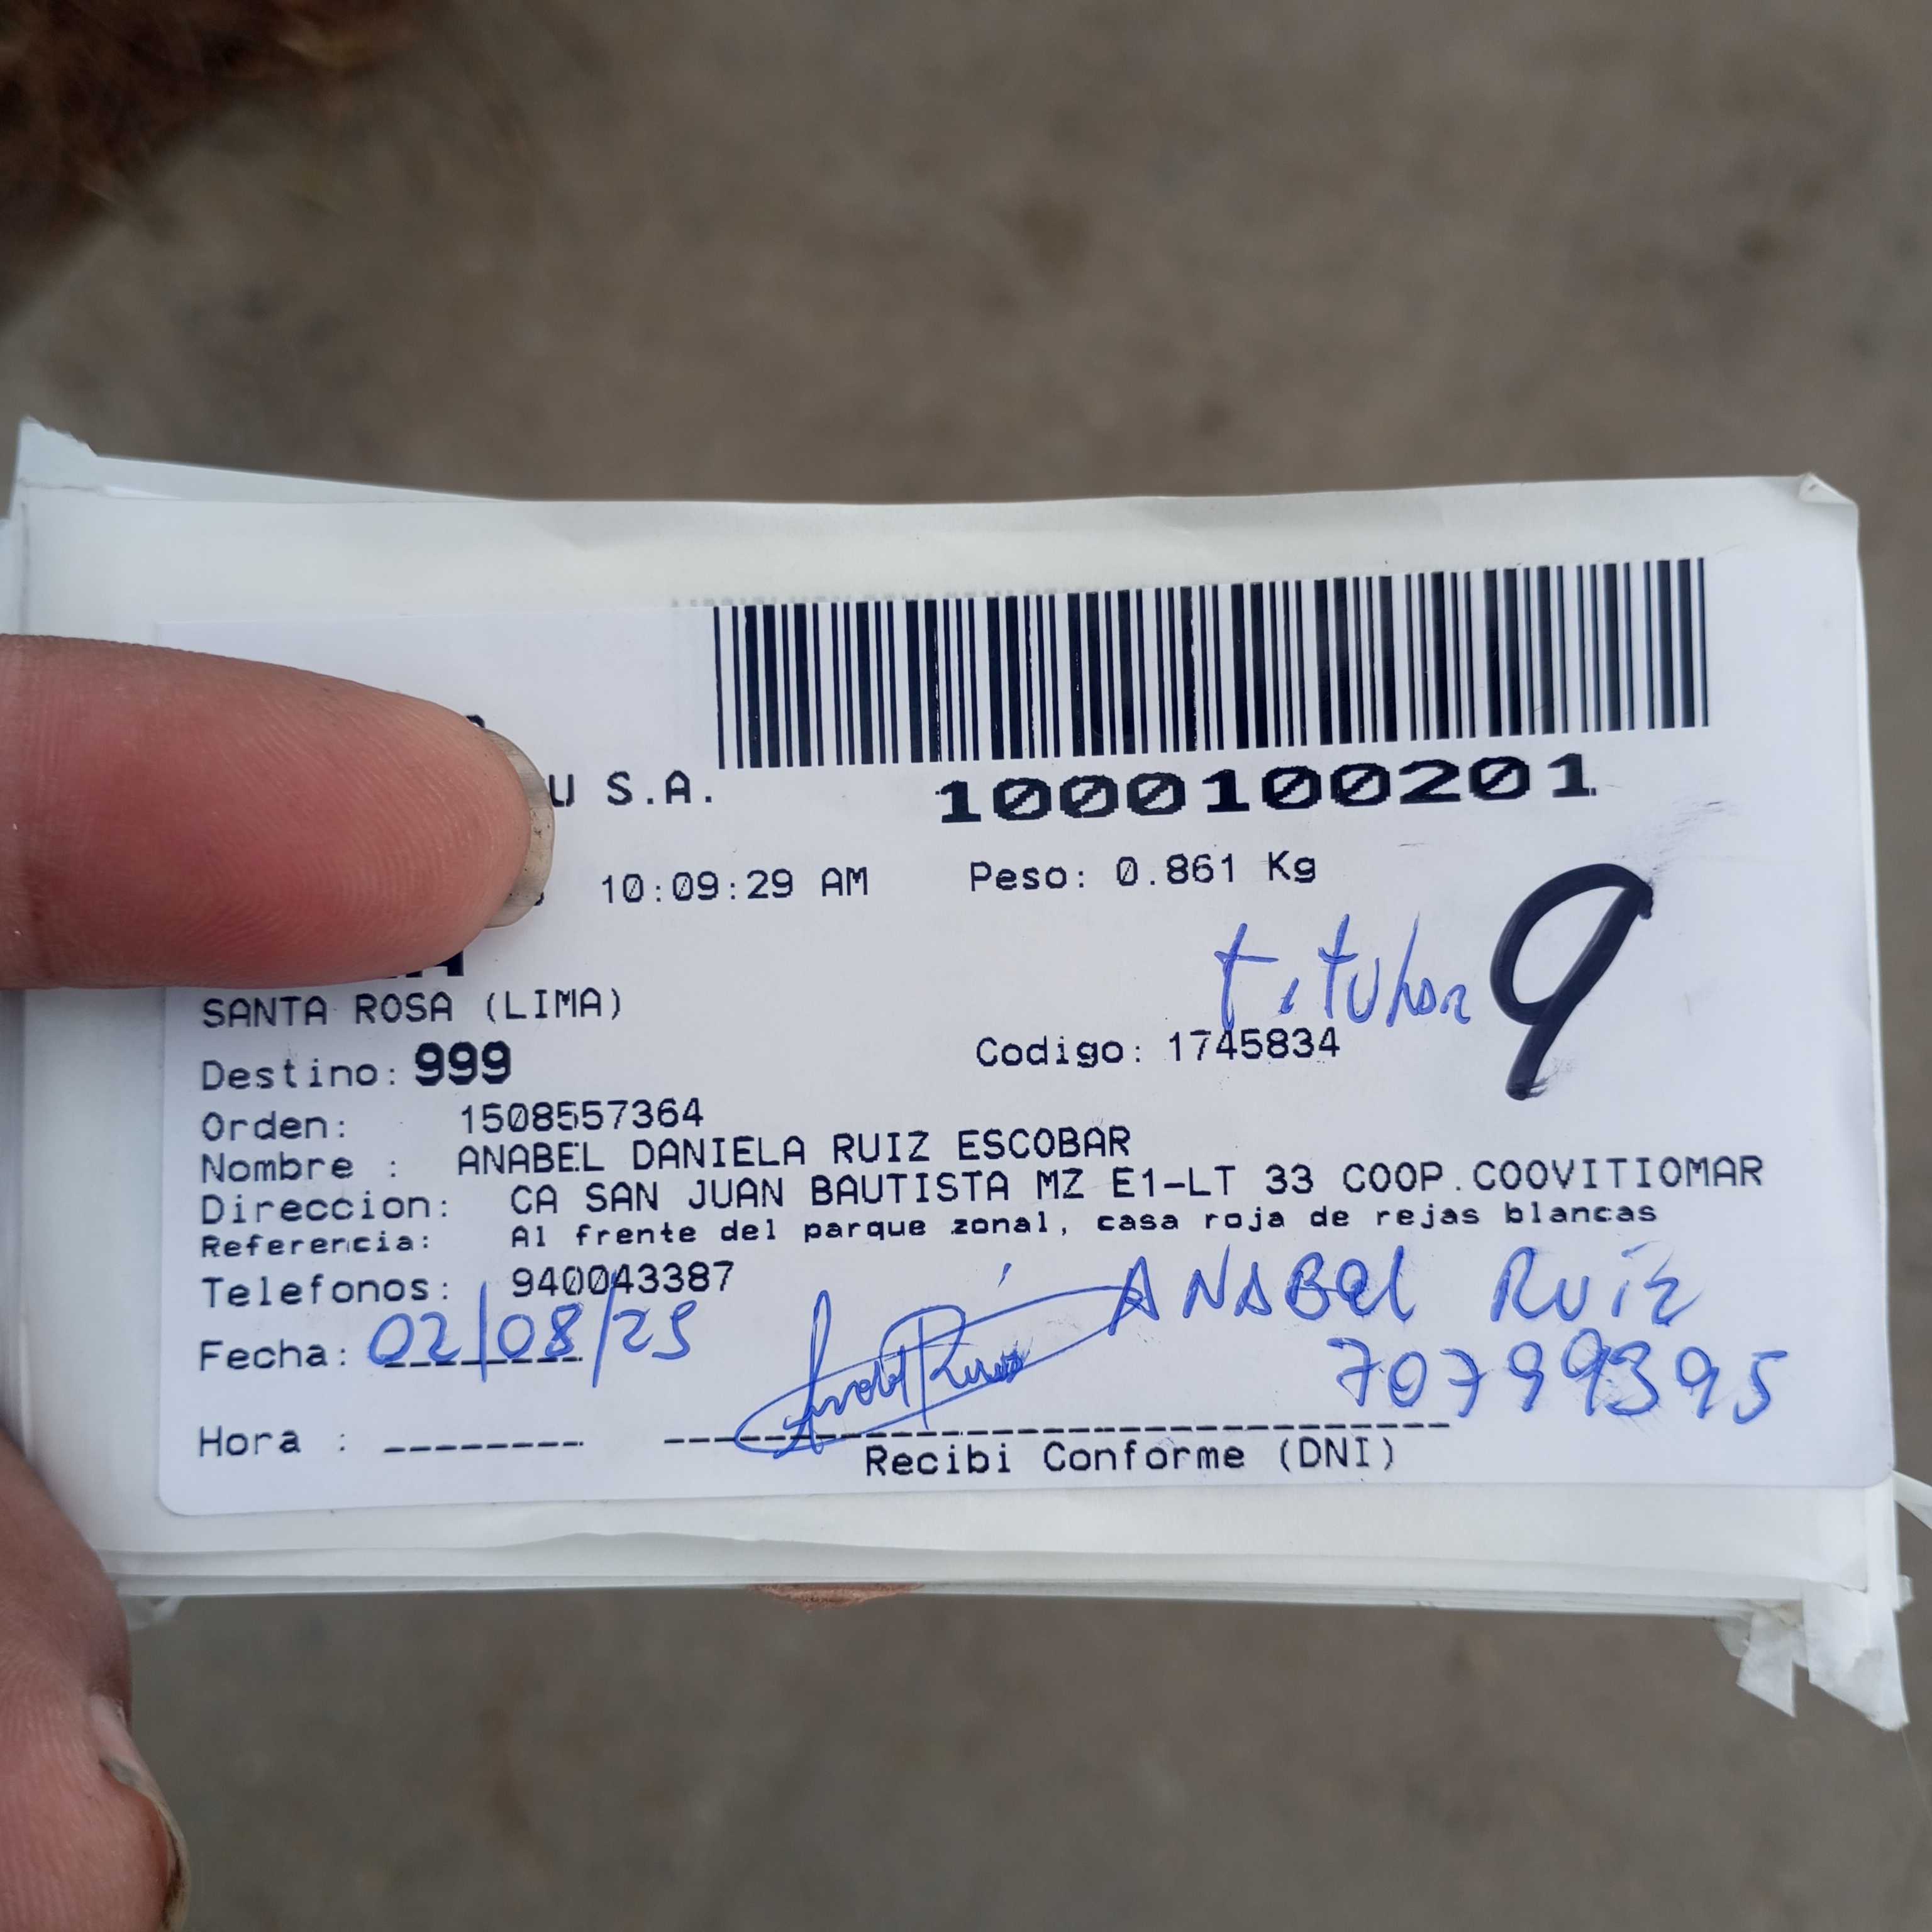 U S.A.
1000100201
10:09:29 AM Peso: 0.861 Kg
titular 9
SANTA ROSA (LIMA)
Destino: 999 Codigo: 1745834
Orden: 1508557364
Nombre : ANABEL DANIELA RUIZ ESCOBAR
Direccion: CA SAN JUAN BAUTISTA MZ E1-LT 33 COOP.COOVITIOMAR
Referencia: Al frente del parque zonal, casa roja de rejas blancas
Telefonos: 940043387
ANABEl Ruiz
Fecha: 02/08/25
Anabel Ruiz 70799395
Hora : --------
Recibi Conforme (DNI)